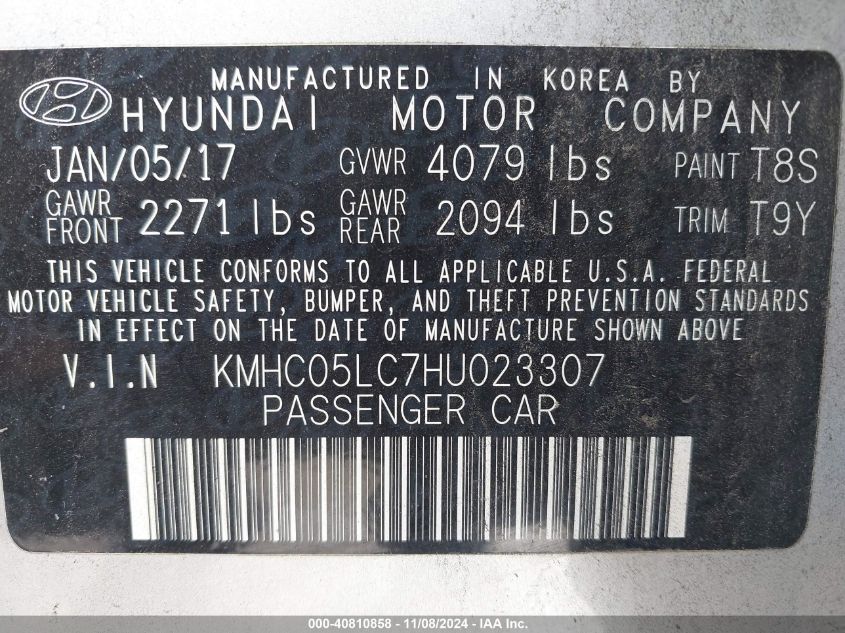 MANUFACTURED IN KOREA BY
HYUNDAI MOTOR COMPANY
JAN/05/17 GVWR 4079 lbs PAINT T8S
GAWR FRONT 2271 lbs GAWR REAR 2094 lbs TRIM T9Y
THIS VEHICLE CONFORMS TO ALL APPLICABLE U.S.A. FEDERAL
MOTOR VEHICLE SAFETY, BUMPER, AND THEFT PREVENTION STANDARDS
IN EFFECT ON THE DATE OF MANUFACTURE SHOWN ABOVE
V.I.N KMHC05LC7HU023307
PASSENGER CAR
000-40810858 - 11/08/2024 - IAA Inc.